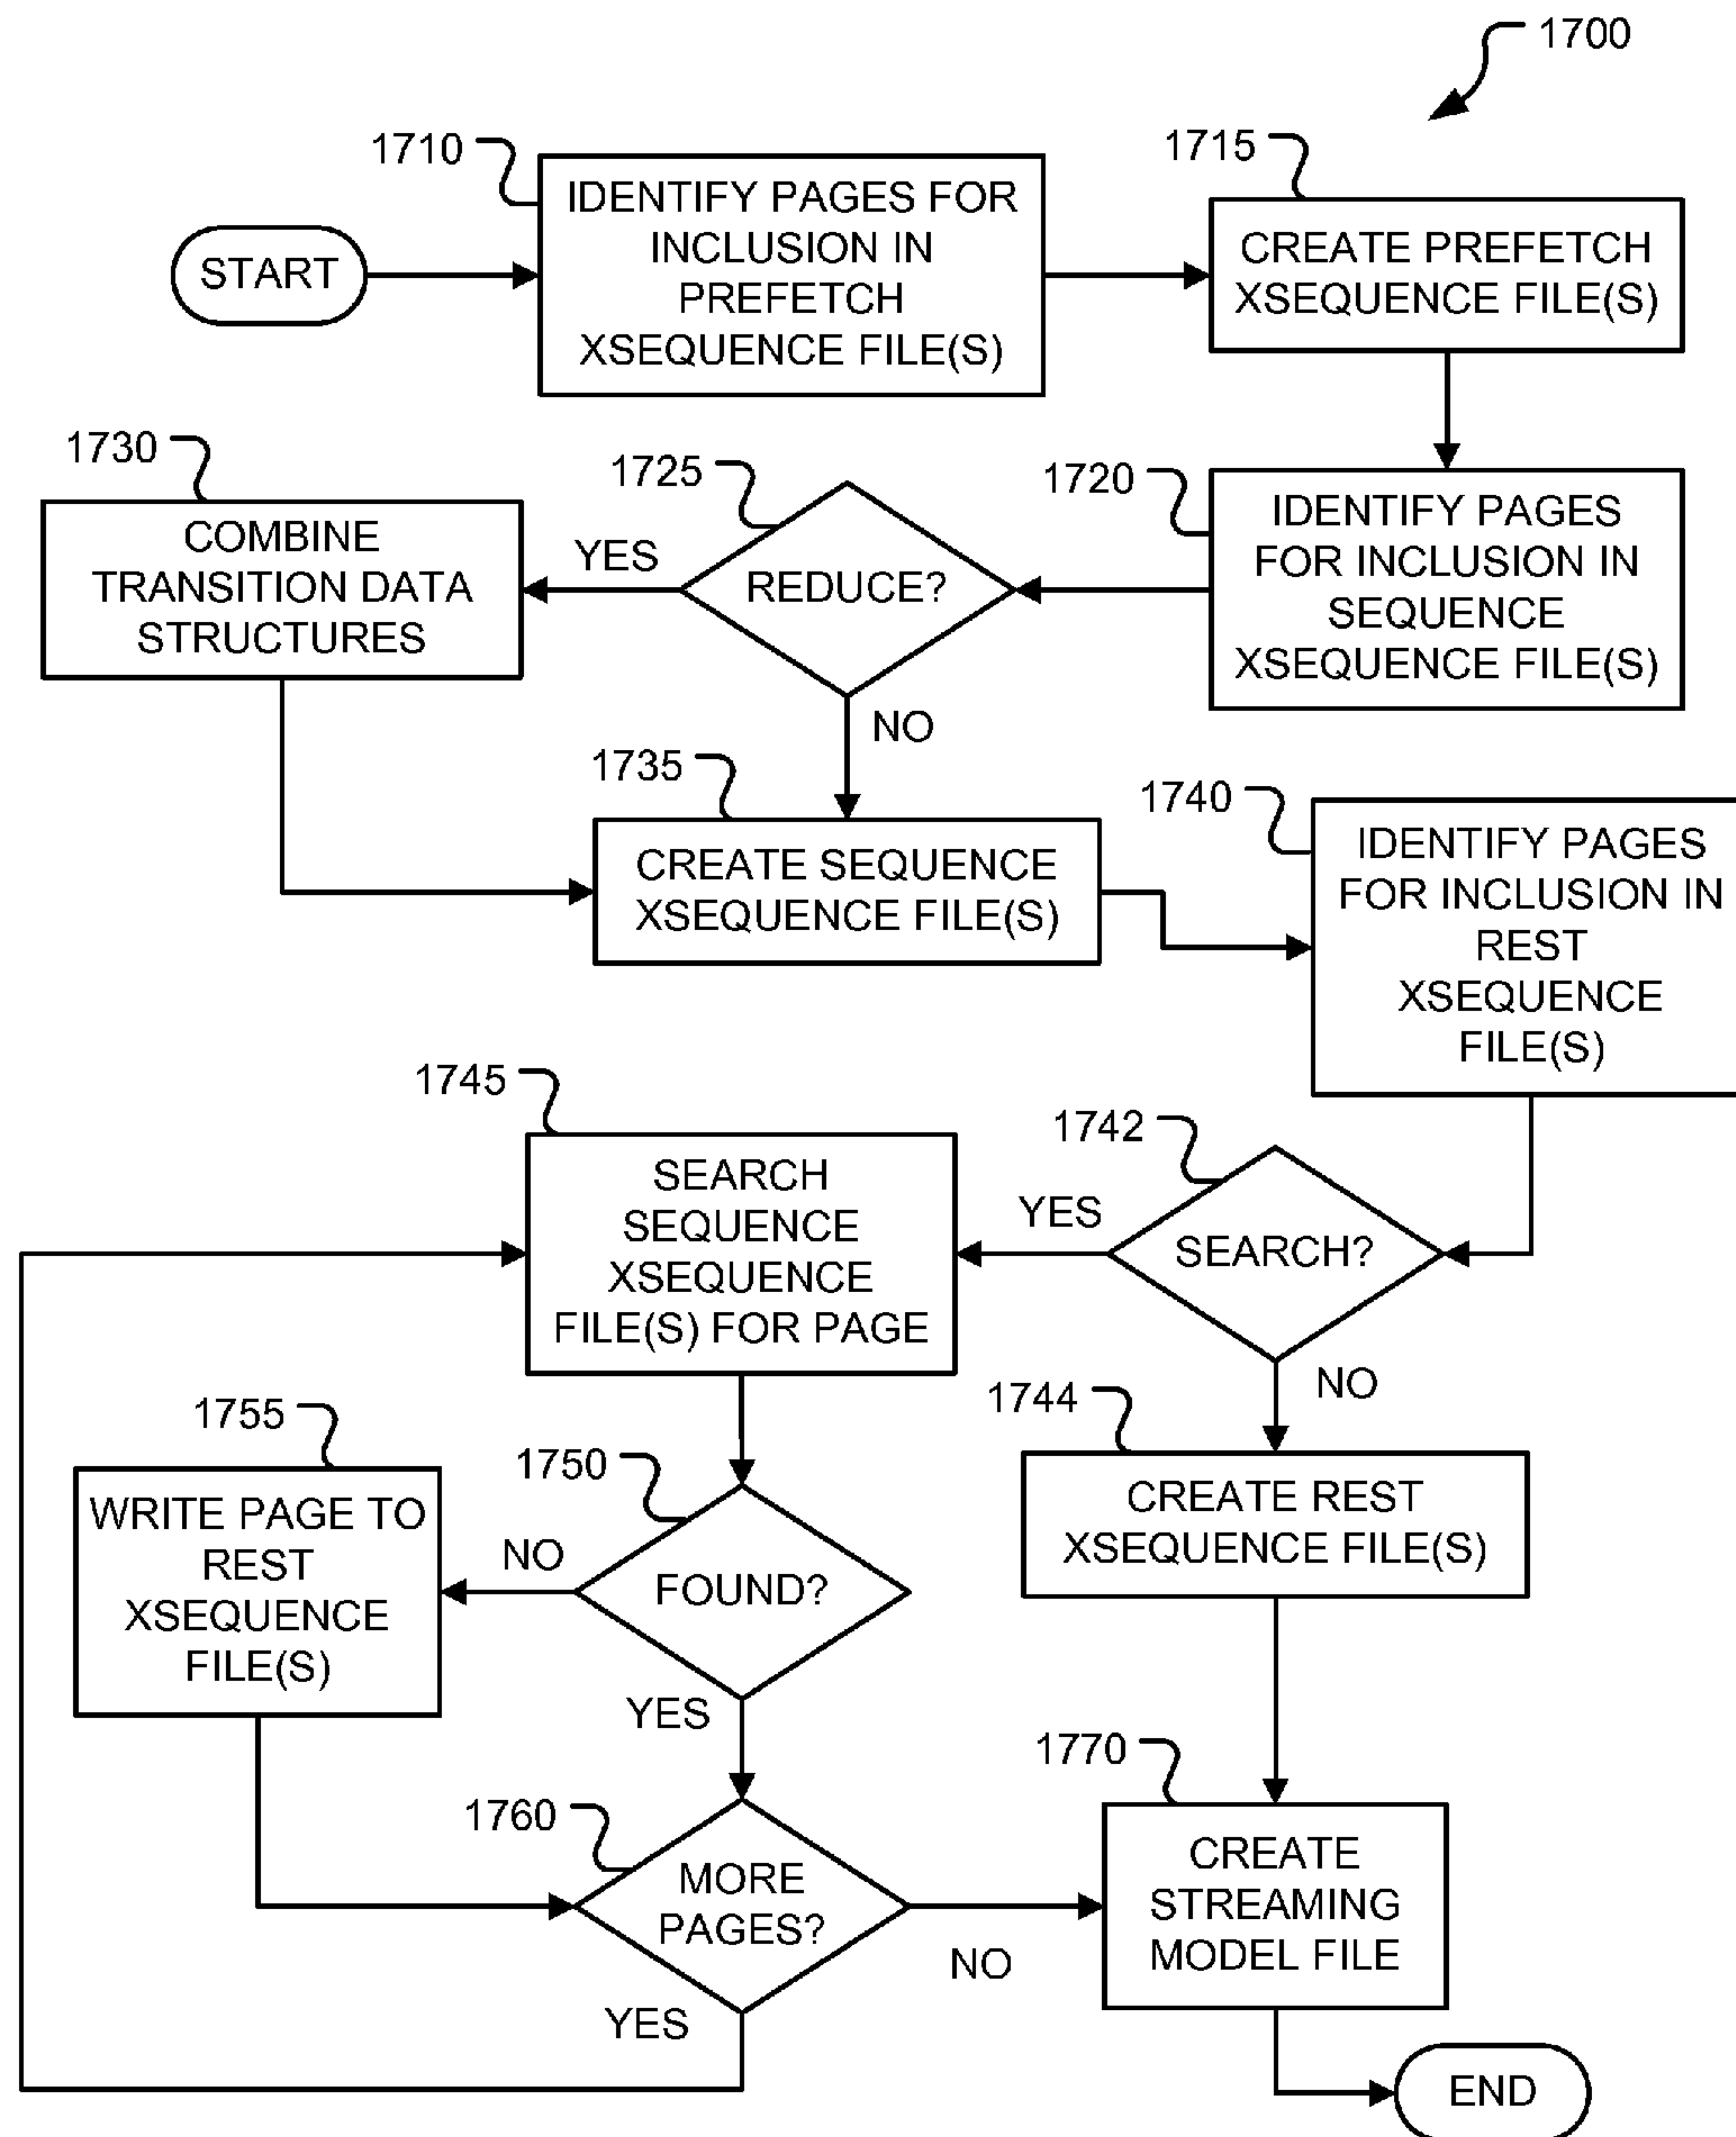 1700
1710
IDENTIFY PAGES FOR
INCLUSION IN
PREFETCH
XSEQUENCE FILE(S)
1715
CREATE PREFETCH
XSEQUENCE FILE(S)
START
1730
COMBINE
TRANSITION DATA
STRUCTURES
YES
1725
REDUCE?
NO
1720
IDENTIFY PAGES
FOR INCLUSION IN
SEQUENCE
XSEQUENCE FILE(S)
1735
CREATE SEQUENCE
XSEQUENCE FILE(S)
1740
IDENTIFY PAGES
FOR INCLUSION IN
REST
XSEQUENCE
FILE(S)
1745
SEARCH
SEQUENCE
XSEQUENCE
FILE(S) FOR PAGE
YES
1742
SEARCH?
NO
1744
CREATE REST
XSEQUENCE FILE(S)
1755
WRITE PAGE TO
REST
XSEQUENCE
FILE(S)
NO
1750
FOUND?
YES
1760
MORE
PAGES?
NO
YES
1770
CREATE
STREAMING
MODEL FILE
END